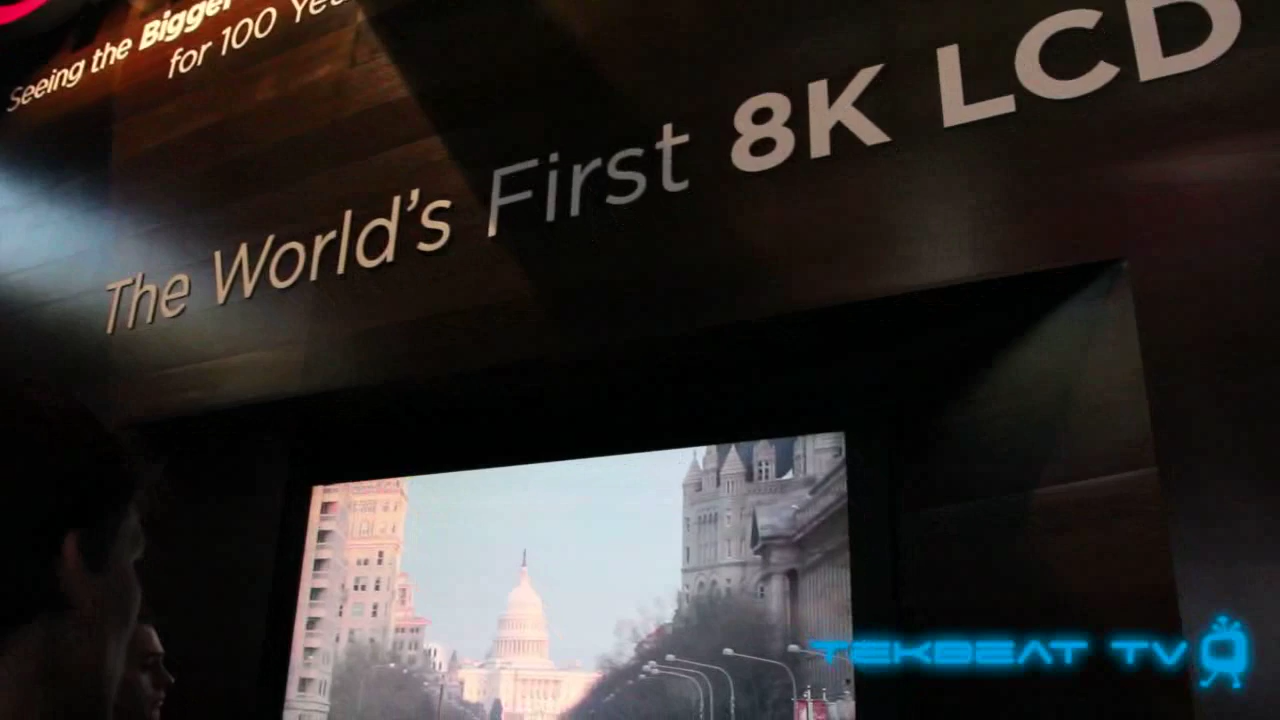 Seeing the Bigger
for 100
The World's First 8K LCD
TEKBEAT TV